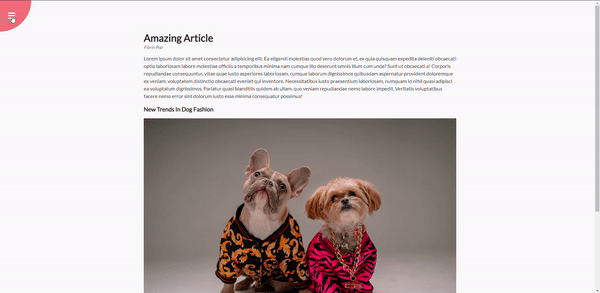 Amazing Article
Florin Pop
Lorem ipsum dolor sit amet consectetur adipisicing elit. Ea eligendi molestias quod vero dolorum et, ex quia quisquam expedita deleniti obcaecati
optio laboriosam labore molestiae officiis a temporibus minima nam cumque illo deserunt omnis illum cum unde? Sunt ut obcaecati a! Corporis
repudiandae consequuntur, vitae quae iusto asperiores laboriosam, cumque laborum dignissimos quibusdam aspernatur provident doloremque
ex veniam, voluptatem distinctio obcaecati eveniet qui inventore. Necessitatibus iusto praesentium laboriosam, numquam id nihil quasi adipisci
ea voluptatum dignissimos. Pariatur quasi blanditiis quidem ab ullam, quo veniam repudiandae nemo labore impedit. Veritatis voluptatibus
facere nemo error sint dolorum iusto esse minima consequatur possimus!
New Trends In Dog Fashion